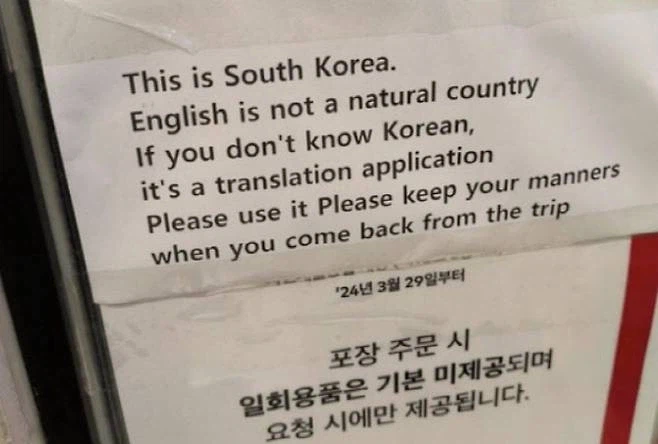 This is South Korea.
English is not a natural country
If you don't know Korean,
it's a translation application
Please use it Please keep your manners
when you come back from the trip
'24년 3월 29일부터
포장 주문 시
일회용품은 기본 미제공되며
요청 시에만 제공됩니다.